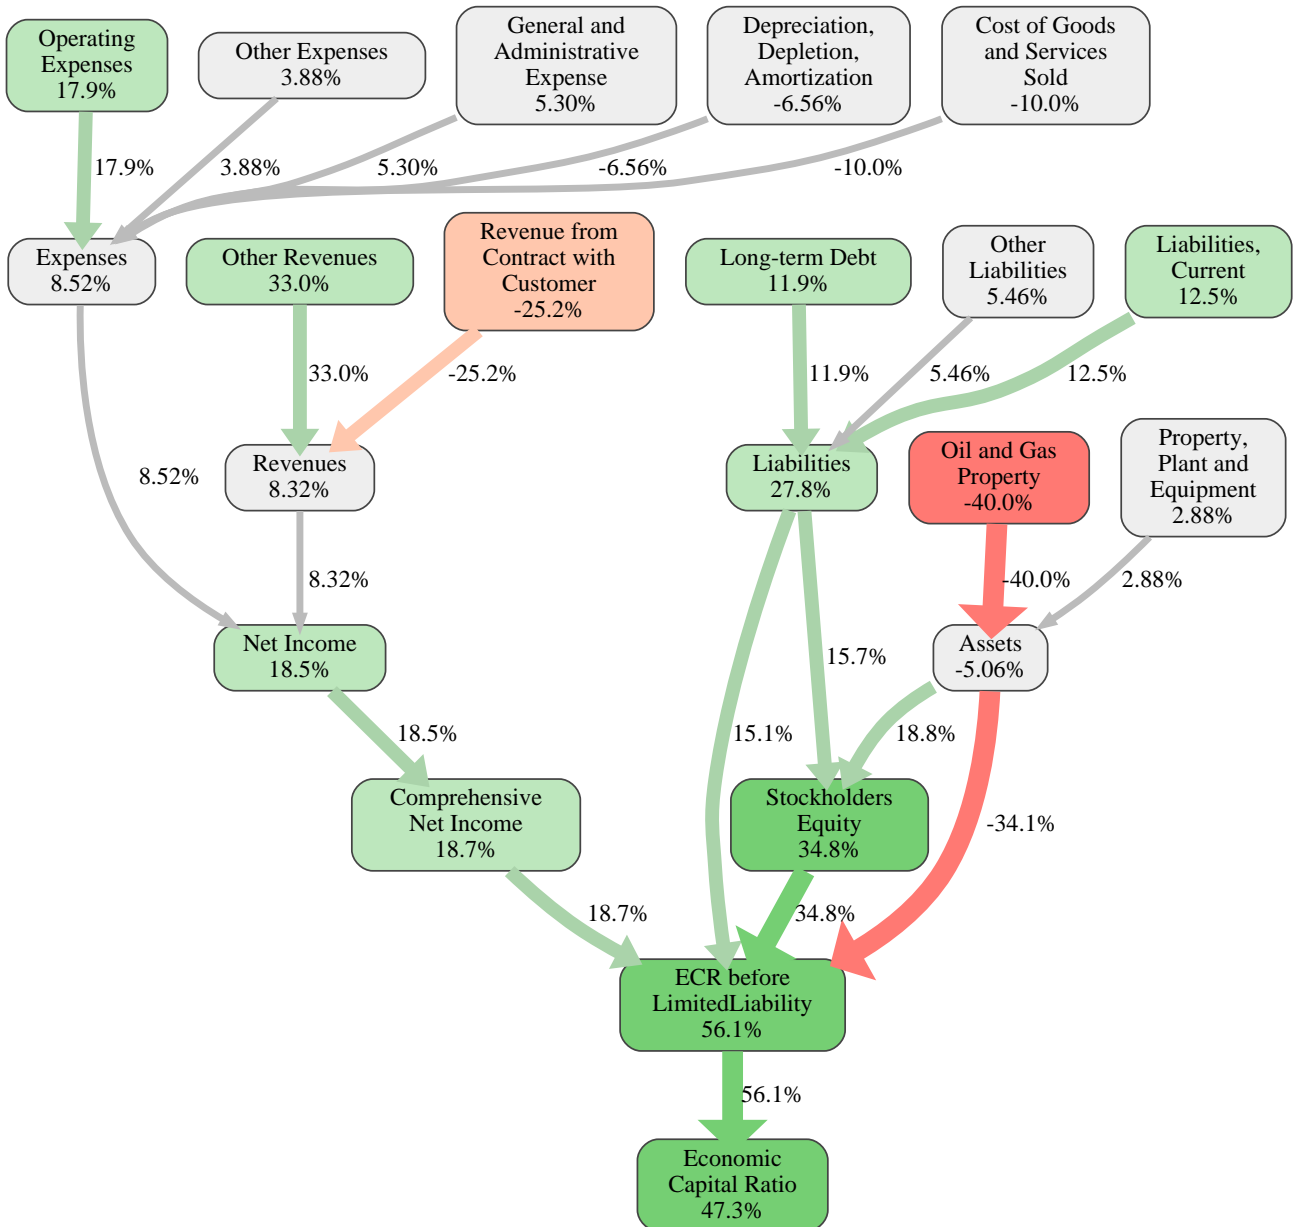 Operating
Expenses
17.9%
Other Expenses
3.88%
General and
Administrative
Expense
5.30%
Depreciation,
Depletion,
Amortization
-6.56%
Cost of Goods
and Services
Sold
-10.0%
17.9%
3.88%
5.30%
-6.56%
-10.0%
Expenses
8.52%
Other Revenues
33.0%
Revenue from
Contract with
Customer
-25.2%
Long-term Debt
11.9%
Other
Liabilities
5.46%
Liabilities,
Current
12.5%
33.0%
-25.2%
11.9%
5.46%
12.5%
8.52%
Revenues
8.32%
Liabilities
27.8%
Oil and Gas
Property
-40.0%
Property,
Plant and
Equipment
2.88%
8.32%
-40.0%
2.88%
Net Income
18.5%
15.7%
Assets
-5.06%
18.5%
15.1%
18.8%
Comprehensive
Net Income
18.7%
Stockholders
Equity
34.8%
-34.1%
18.7%
34.8%
ECR before
LimitedLiability
56.1%
56.1%
Economic
Capital Ratio
47.3%